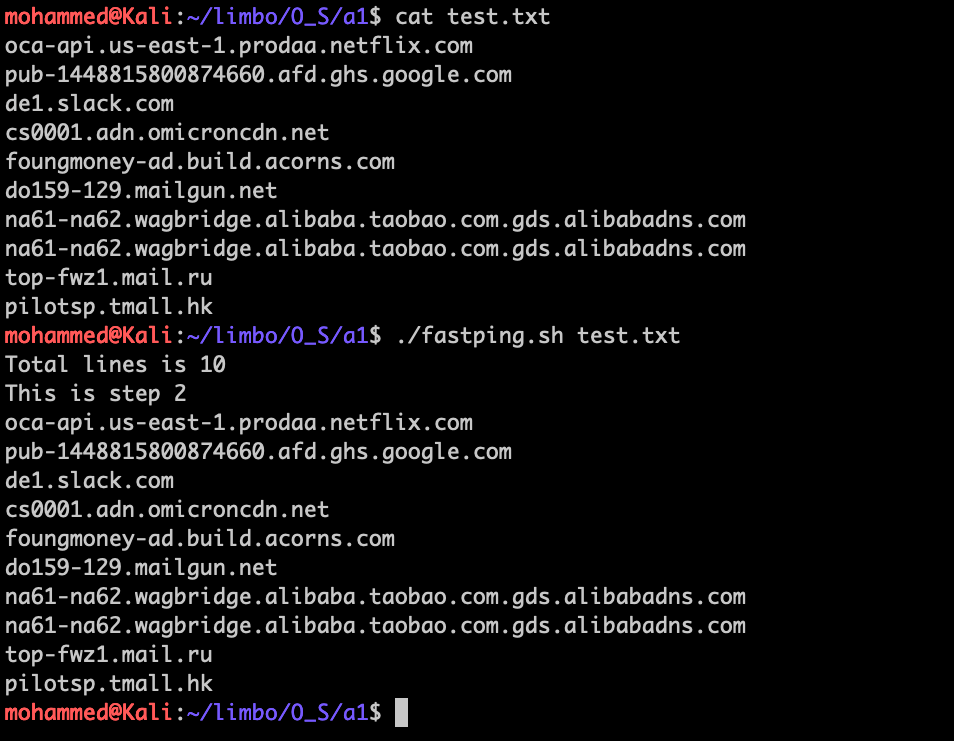 mohammed@Kali:~/limbo/O_S/a1$ cat test.txt
oca-api.us-east-1.prodaa.netflix.com
pub-1448815800874660.afd.ghs.google.com
de1.slack.com
cs0001.adn.omicroncdn.net
foungmoney-ad.build.acorns.com
do159-129.mailgun.net
na61-na62.wagbridge.alibaba.taobao.com.gds.alibabadns.com
na61-na62.wagbridge.alibaba.taobao.com.gds.alibabadns.com
top-fwz1.mail.ru
pilotsp.tmall.hk
mohammed@Kali:~/limbo/O_S/a1$ ./fastping.sh test.txt
Total lines is 10
This is step 2
oca-api.us-east-1.prodaa.netflix.com
pub-1448815800874660.afd.ghs.google.com
de1.slack.com
cs0001.adn.omicroncdn.net
foungmoney-ad.build.acorns.com
do159-129.mailgun.net
na61-na62.wagbridge.alibaba.taobao.com.gds.alibabadns.com
na61-na62.wagbridge.alibaba.taobao.com.gds.alibabadns.com
top-fwz1.mail.ru
pilotsp.tmall.hk
mohammed@Kali:~/limbo/O_S/a1$